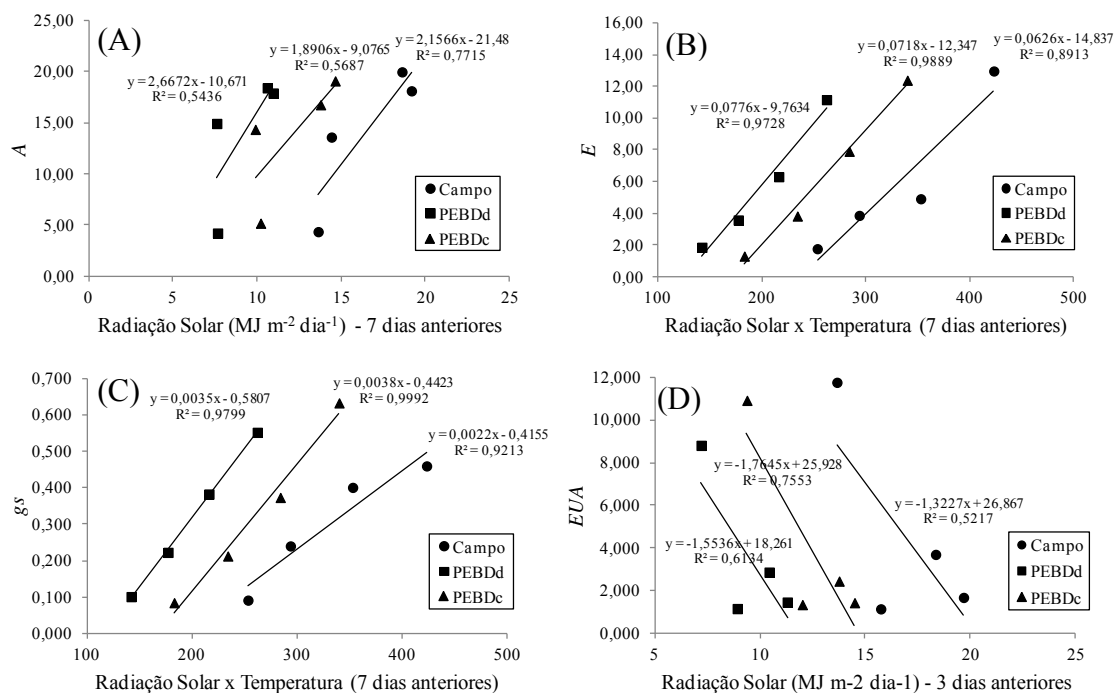 (A)
25,00
20,00
15,00
10,00
5,00
0,00
A
y = 2,6672x - 10,671
R² = 0,5436
y = 1,8906x - 9,0765
R² = 0,5687
y = 2,1566x - 21,48
R² = 0,7715
Campo
PEBDd
PEBDc
0 5 10 15 20 25
Radiação Solar (MJ m-2 dia-1) - 7 dias anteriores
(B)
16,00
14,00
12,00
10,00
8,00
6,00
4,00
2,00
0,00
E
y = 0,0776x - 9,7634
R² = 0,9728
y = 0,0718x - 12,347
R² = 0,9889
y = 0,0626x - 14,837
R² = 0,8913
Campo
PEBDd
PEBDc
100 200 300 400 500
Radiação Solar x Temperatura (7 dias anteriores)
(C)
0,800
0,700
0,600
0,500
0,400
0,300
0,200
0,100
0,000
gs
y = 0,0035x - 0,5807
R² = 0,9799
y = 0,0038x - 0,4423
R² = 0,9992
y = 0,0022x - 0,4155
R² = 0,9213
Campo
PEBDd
PEBDc
100 200 300 400 500
Radiação Solar x Temperatura (7 dias anteriores)
(D)
12,000
10,000
8,000
6,000
4,000
2,000
0,000
EUA
y = -1,7645x + 25,928
R² = 0,7553
y = -1,3227x + 26,867
R² = 0,5217
y = -1,5536x + 18,261
R² = 0,6134
Campo
PEBDd
PEBDc
5 10 15 20 25
Radiação Solar (MJ m-2 dia-1) - 3 dias anteriores